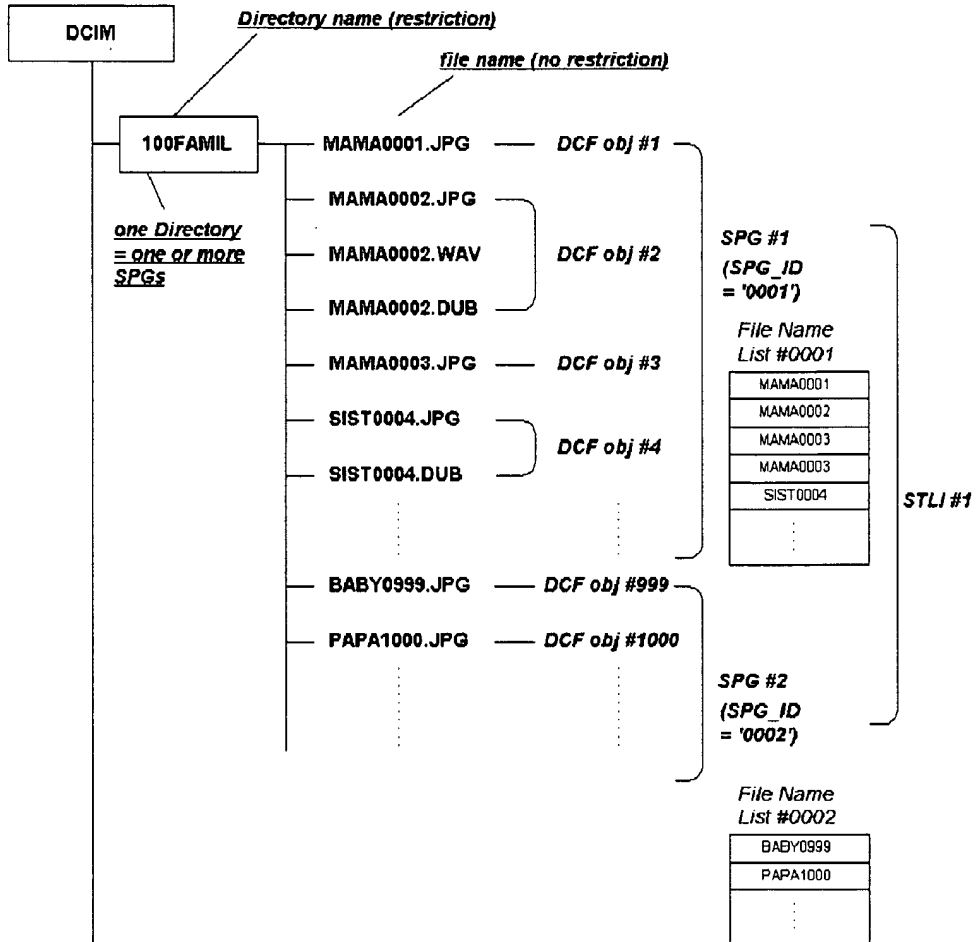 DCIM
Directory name (restriction)
file name (no restriction)
100FAMIL
one Directory
= one or more
SPGs
MAMA0001.JPG
DCF obj #1
MAMA0002.JPG
MAMA0002.WAV
DCF obj #2
MAMA0002.DUB
MAMA0003.JPG
DCF obj #3
SIST0004.JPG
DCF obj #4
SIST0004.DUB
BABY0999.JPG
DCF obj #999
PAPA1000.JPG
DCF obj #1000
SPG #1
(SPG_ID
= '0001')
File Name
List #0001
MAMA0001
MAMA0002
MAMA0003
MAMA0003
SIST0004
STLI #1
SPG #2
(SPG_ID
= '0002')
File Name
List #0002
BABY0999
PAPA1000